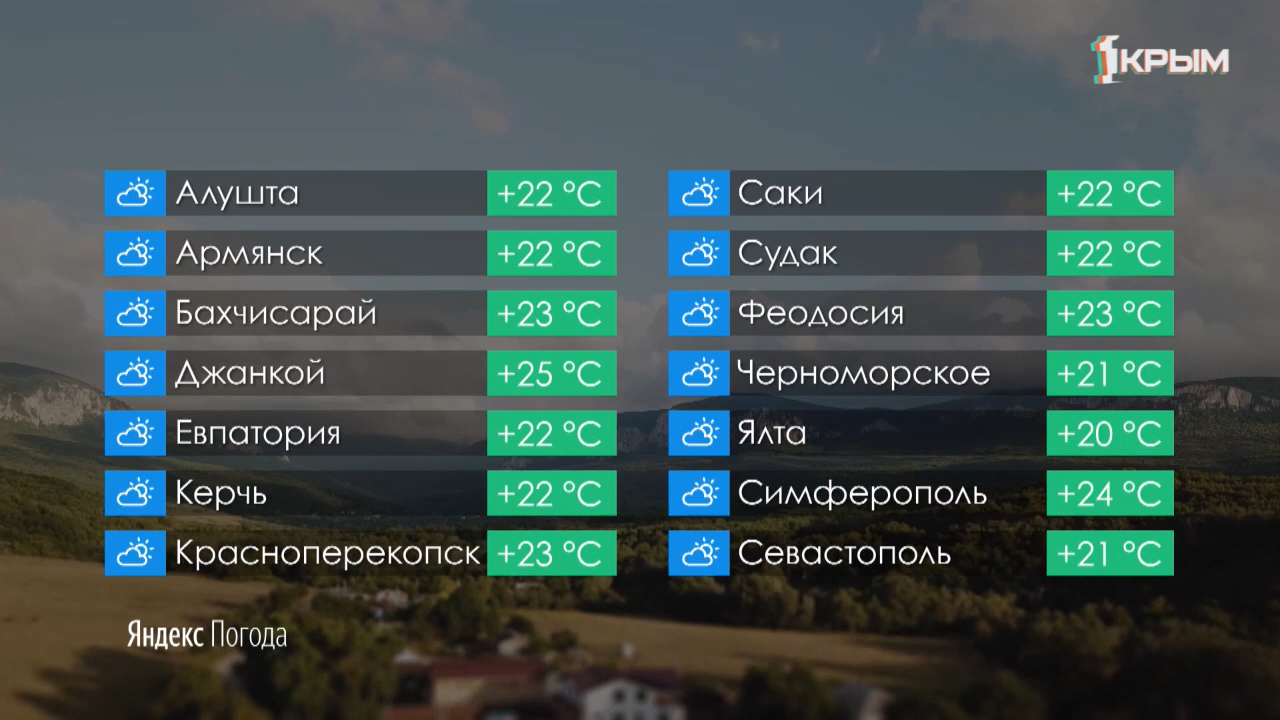 1КРЫМ
Алушта +22 °C
Армянск +22 °C
Бахчисарай +23 °C
Джанкой +25 °C
Евпатория +22 °C
Керчь +22 °C
Красноперекопск +23 °C
Саки +22 °C
Судак +22 °C
Феодосия +23 °C
Черноморское +21 °C
Ялта +20 °C
Симферополь +24 °C
Севастополь +21 °C
Яндекс Погода